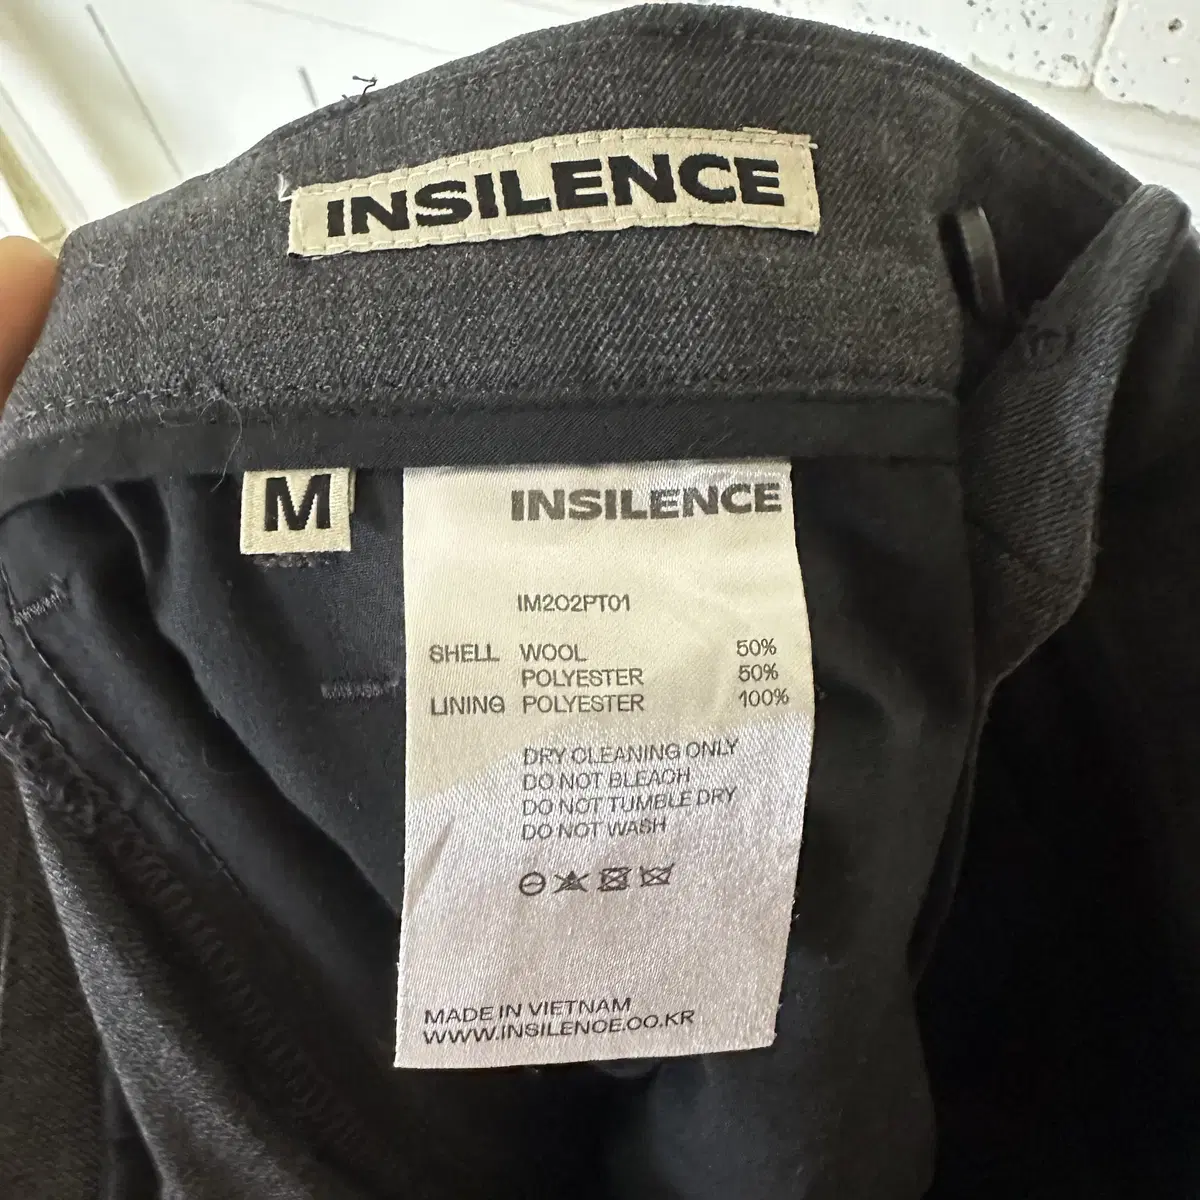 INSILENCE
M
INSILENCE
IM202PT01
SHELL WOOL 50%
POLYESTER 50%
LINING POLYESTER 100%
DRY CLEANING ONLY
DO NOT BLEACH
DO NOT TUMBLE DRY
DO NOT WASH
MADE IN VIETNAM
WWW.INSILENCE.CO.KR